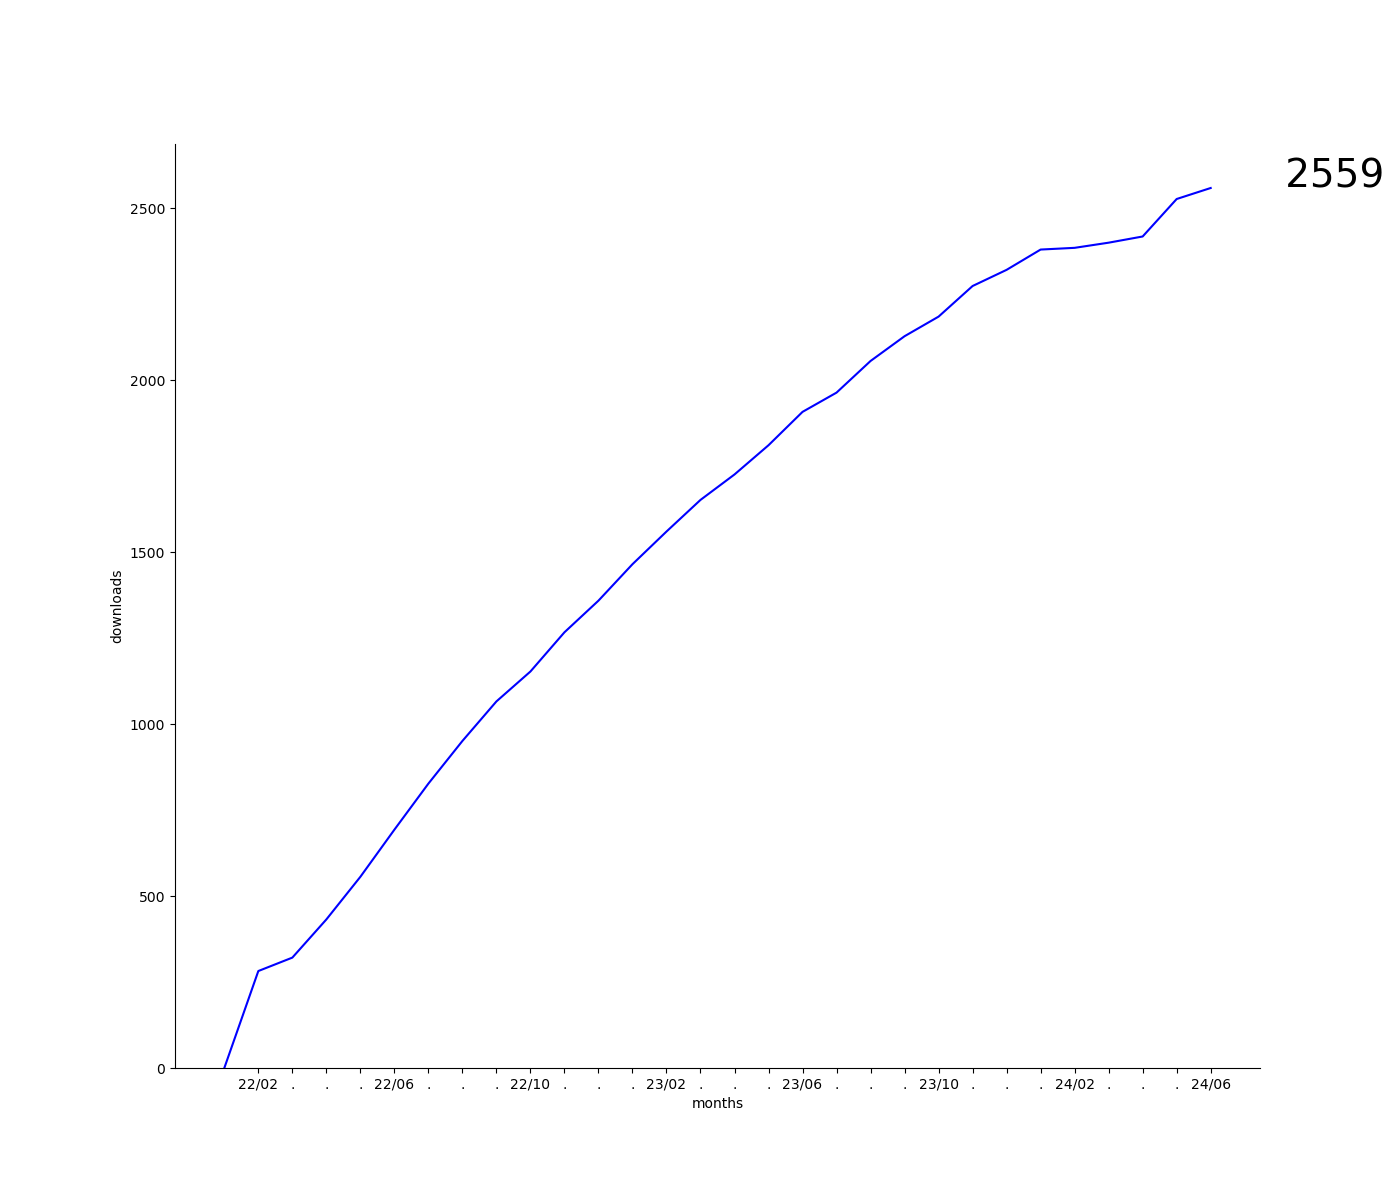 2559
2500
2000
1500
1000
500
0
downloads
22/02 . . . 22/06 . . . 22/10 . . . 23/02 . . . 23/06 . . . 23/10 . . . 24/02 . . . 24/06
months